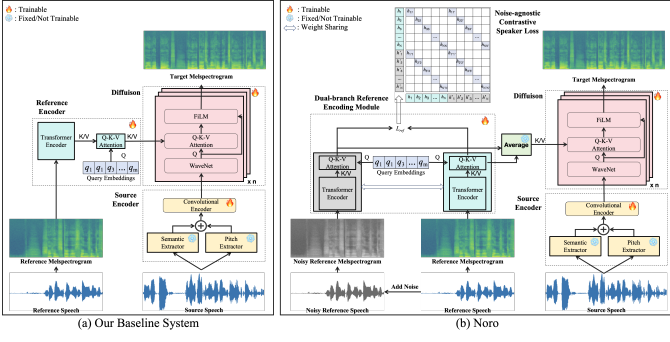 : Trainable
: Fixed/Not Trainable
Target Melspectrogram
Reference
Encoder
Diffuison
FiLM
Transformer
Encoder
K/V
Q-K-V
Attention
K/V
Q-K-V
Attention
Q
Q
q1 q1 q3 ... qm
Query Embeddings
WaveNet
x n
Source
Encoder
Convolutional Encoder
Semantic
Extractor
Pitch
Extractor
Reference Melspectrogram
Reference Speech
Source Speech
(a) Our Baseline System
: Trainable
: Fixed/Not Trainable
: Weight Sharing
Noise-agnostic
Contrastive
Speaker Loss
Dual-branch Reference
Encoding Module
Target Melspectrogram
Diffuison
FiLM
Average
K/V
Q-K-V
Attention
Q
WaveNet
x n
Q-K-V
Attention
Q
q1 q1 q3 ... qm
Query Embeddings
Q
Q-K-V
Attention
K/V
K/V
Transformer
Encoder
Transformer
Encoder
Source
Encoder
Convolutional Encoder
Semantic
Extractor
Pitch
Extractor
Noisy Reference Melspectrogram
Reference Melspectrogram
Add Noise
Noisy Reference Speech
Reference Speech
Source Speech
(b) Noro